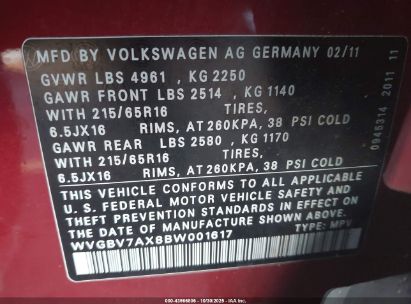 MFD BY VOLKSWAGEN AG GERMANY 02/11
GVWR LBS 4961 , KG 2250
GAWR FRONT LBS 2514 , KG 1140
WITH 215/65R16 TIRES,
6.5JX16 RIMS, AT 260KPA, 38 PSI COLD
GAWR REAR LBS 2580 , KG 1170
WITH 215/65R16 TIRES,
6.5JX16 RIMS, AT 260KPA, 38 PSI COLD
THIS VEHICLE CONFORMS TO ALL APPLICABLE
U.S. FEDERAL MOTOR VEHICLE SAFETY AND
THEFT PREVENTION STANDARDS IN EFFECT ON
THE DATE OF MANUFACTURE SHOWN ABOVE.
WVGBV7AX8BW001617 TYPE: MPV
0945314 2011 11